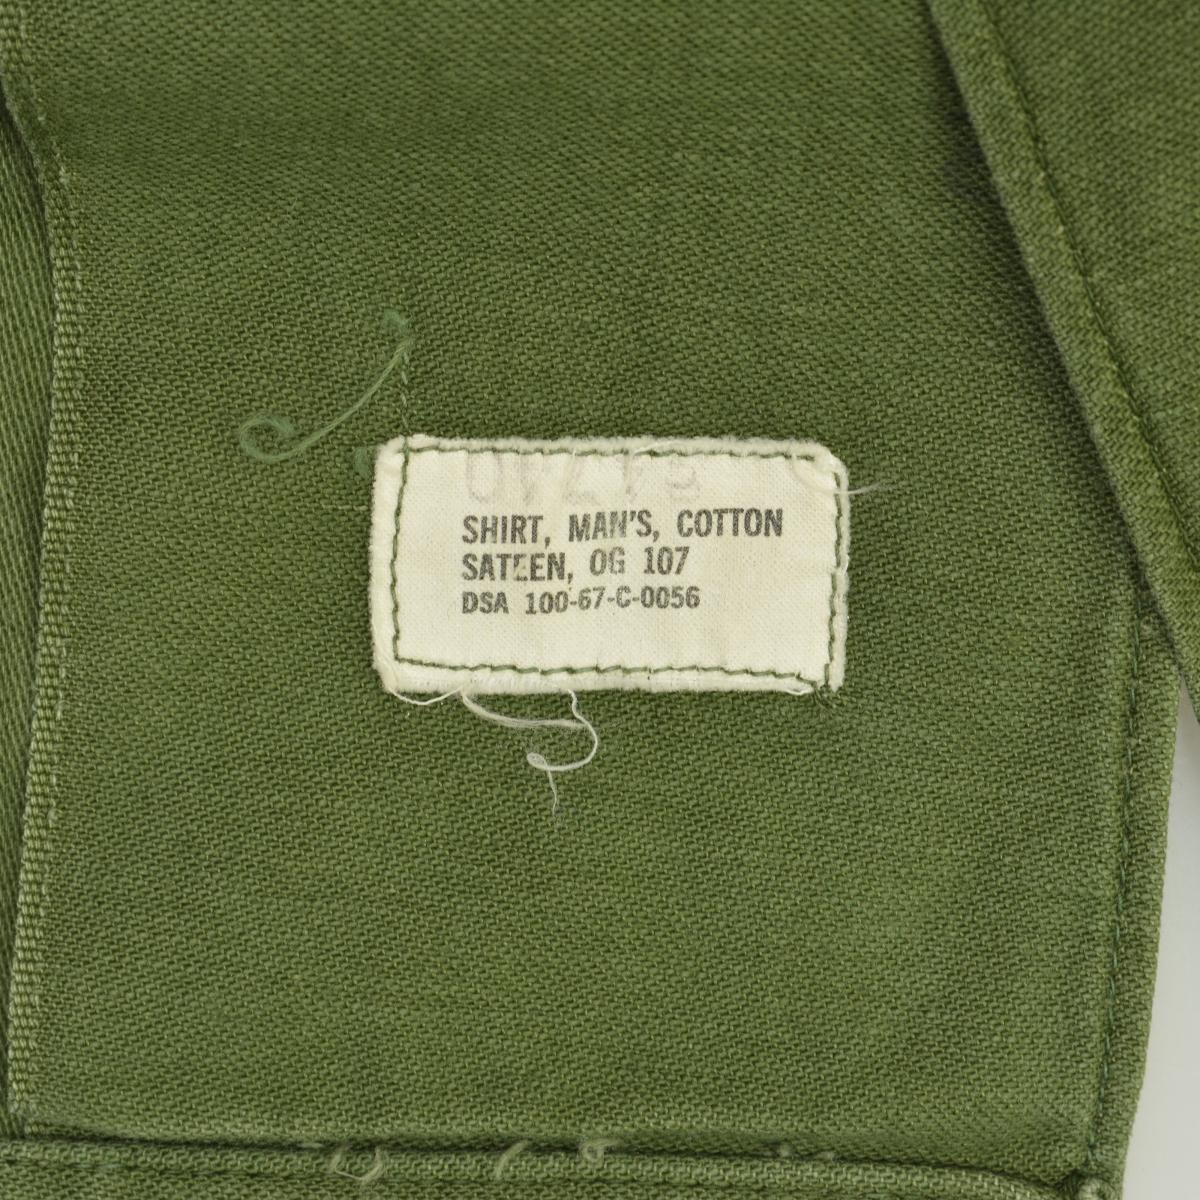 SHIRT, MAN'S, COTTON
SATEEN, OG 107
DSA 100-67-C-0056